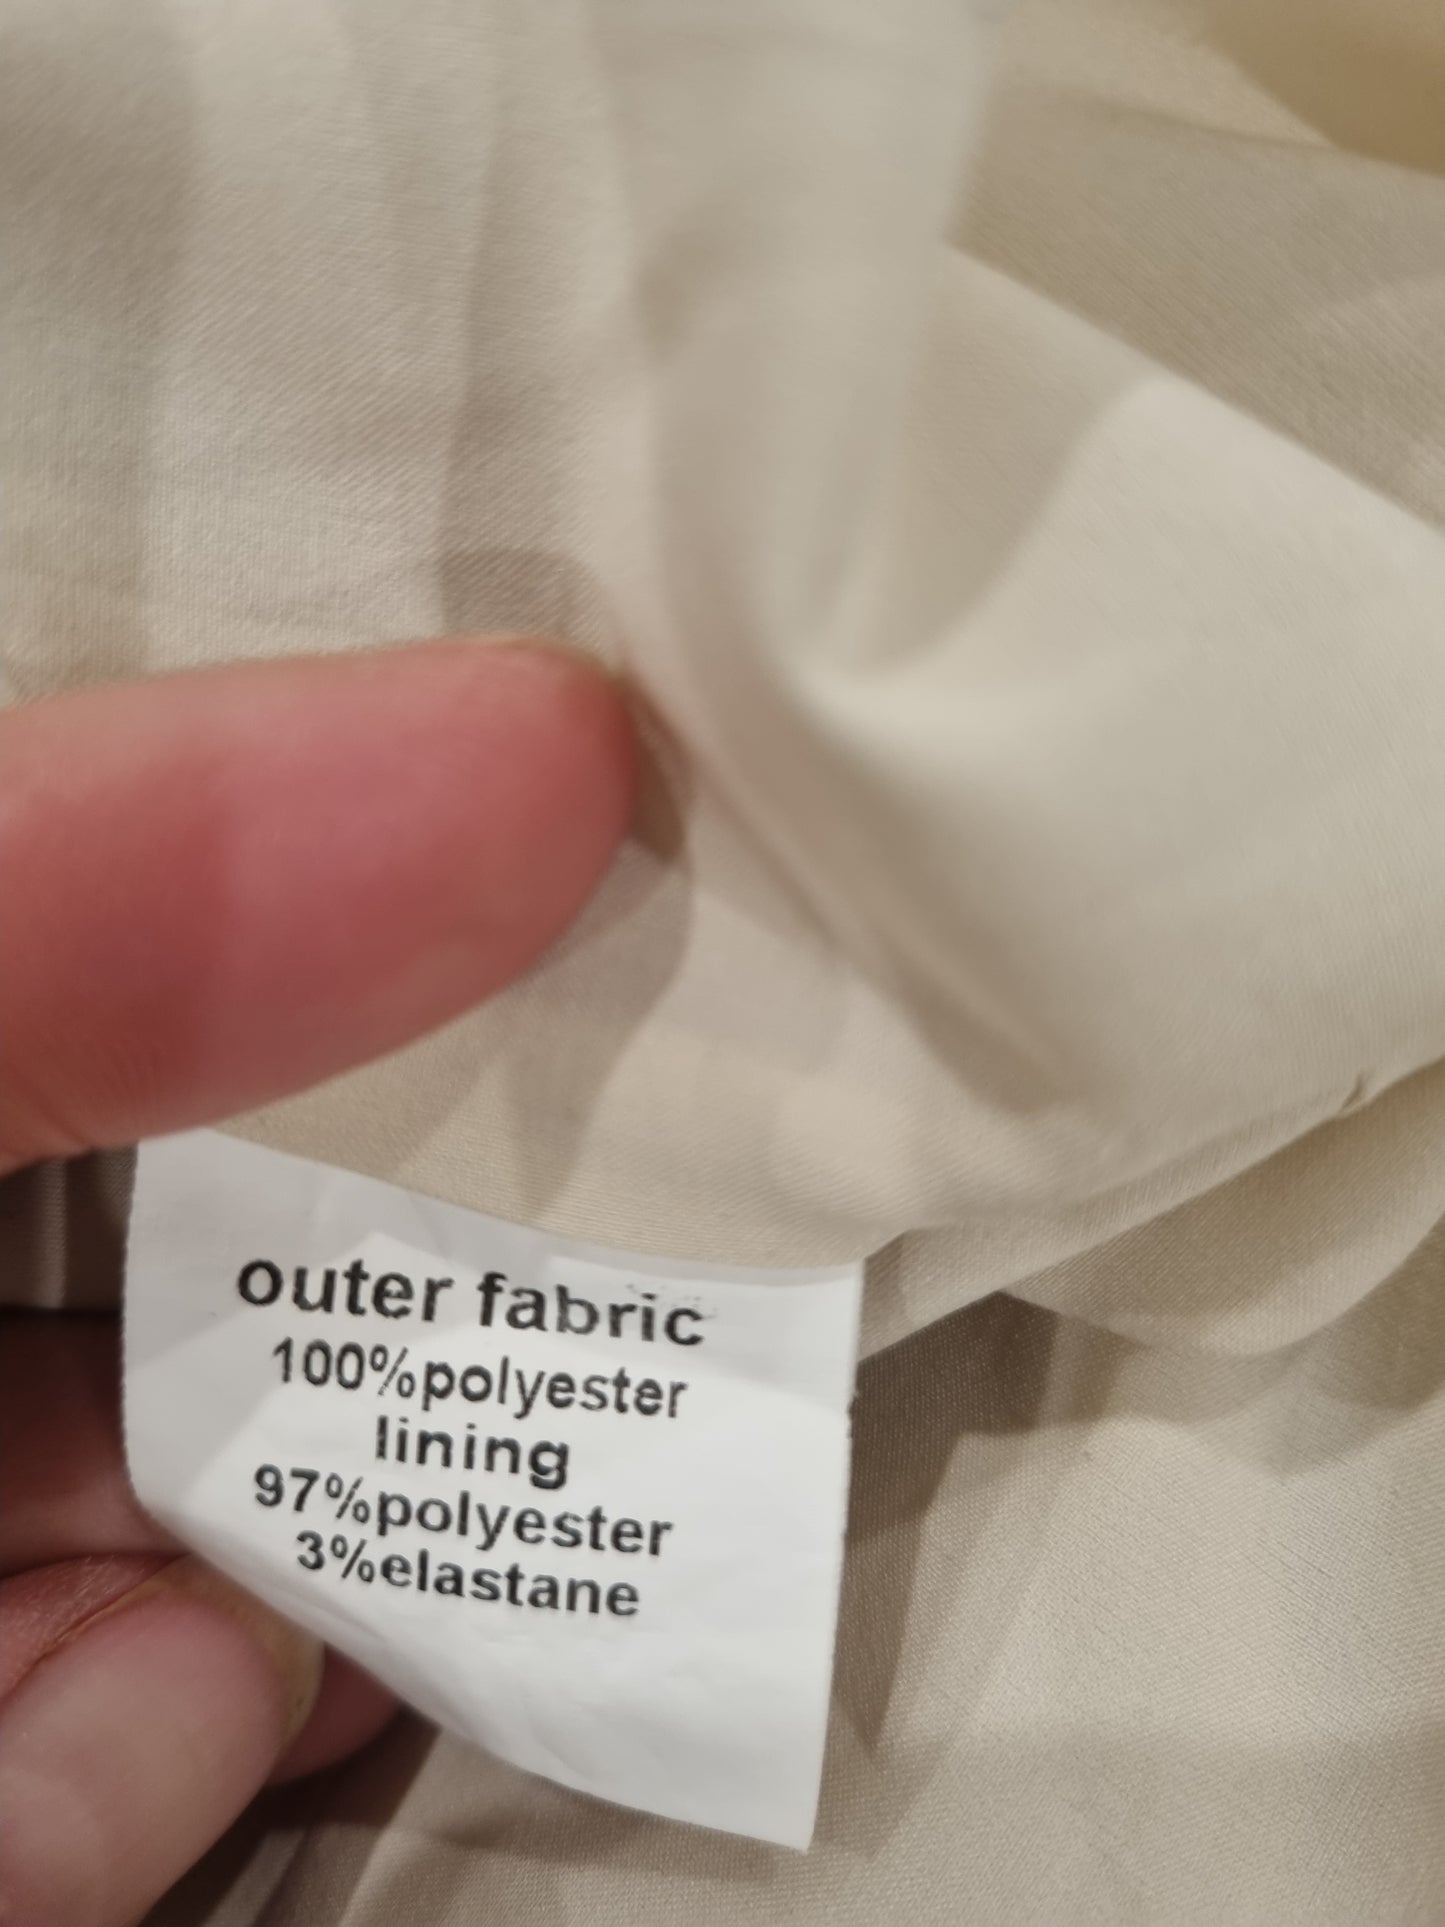 outer fabric
100%polyester
lining
97%polyester
3%elastane